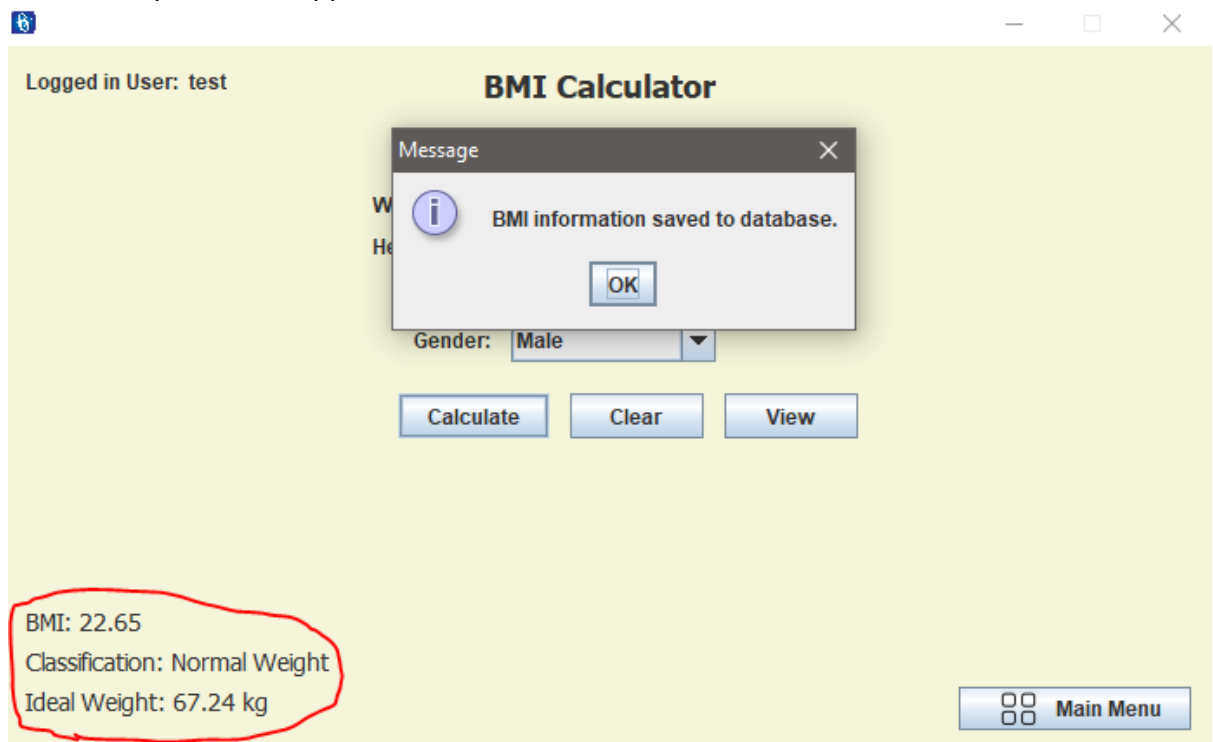 Logged in User: test
BMI Calculator
Message
BMI information saved to database.
OK
Gender: Male
Calculate
Clear
View
BMI: 22.65
Classification: Normal Weight
Ideal Weight: 67.24 kg
Main Menu